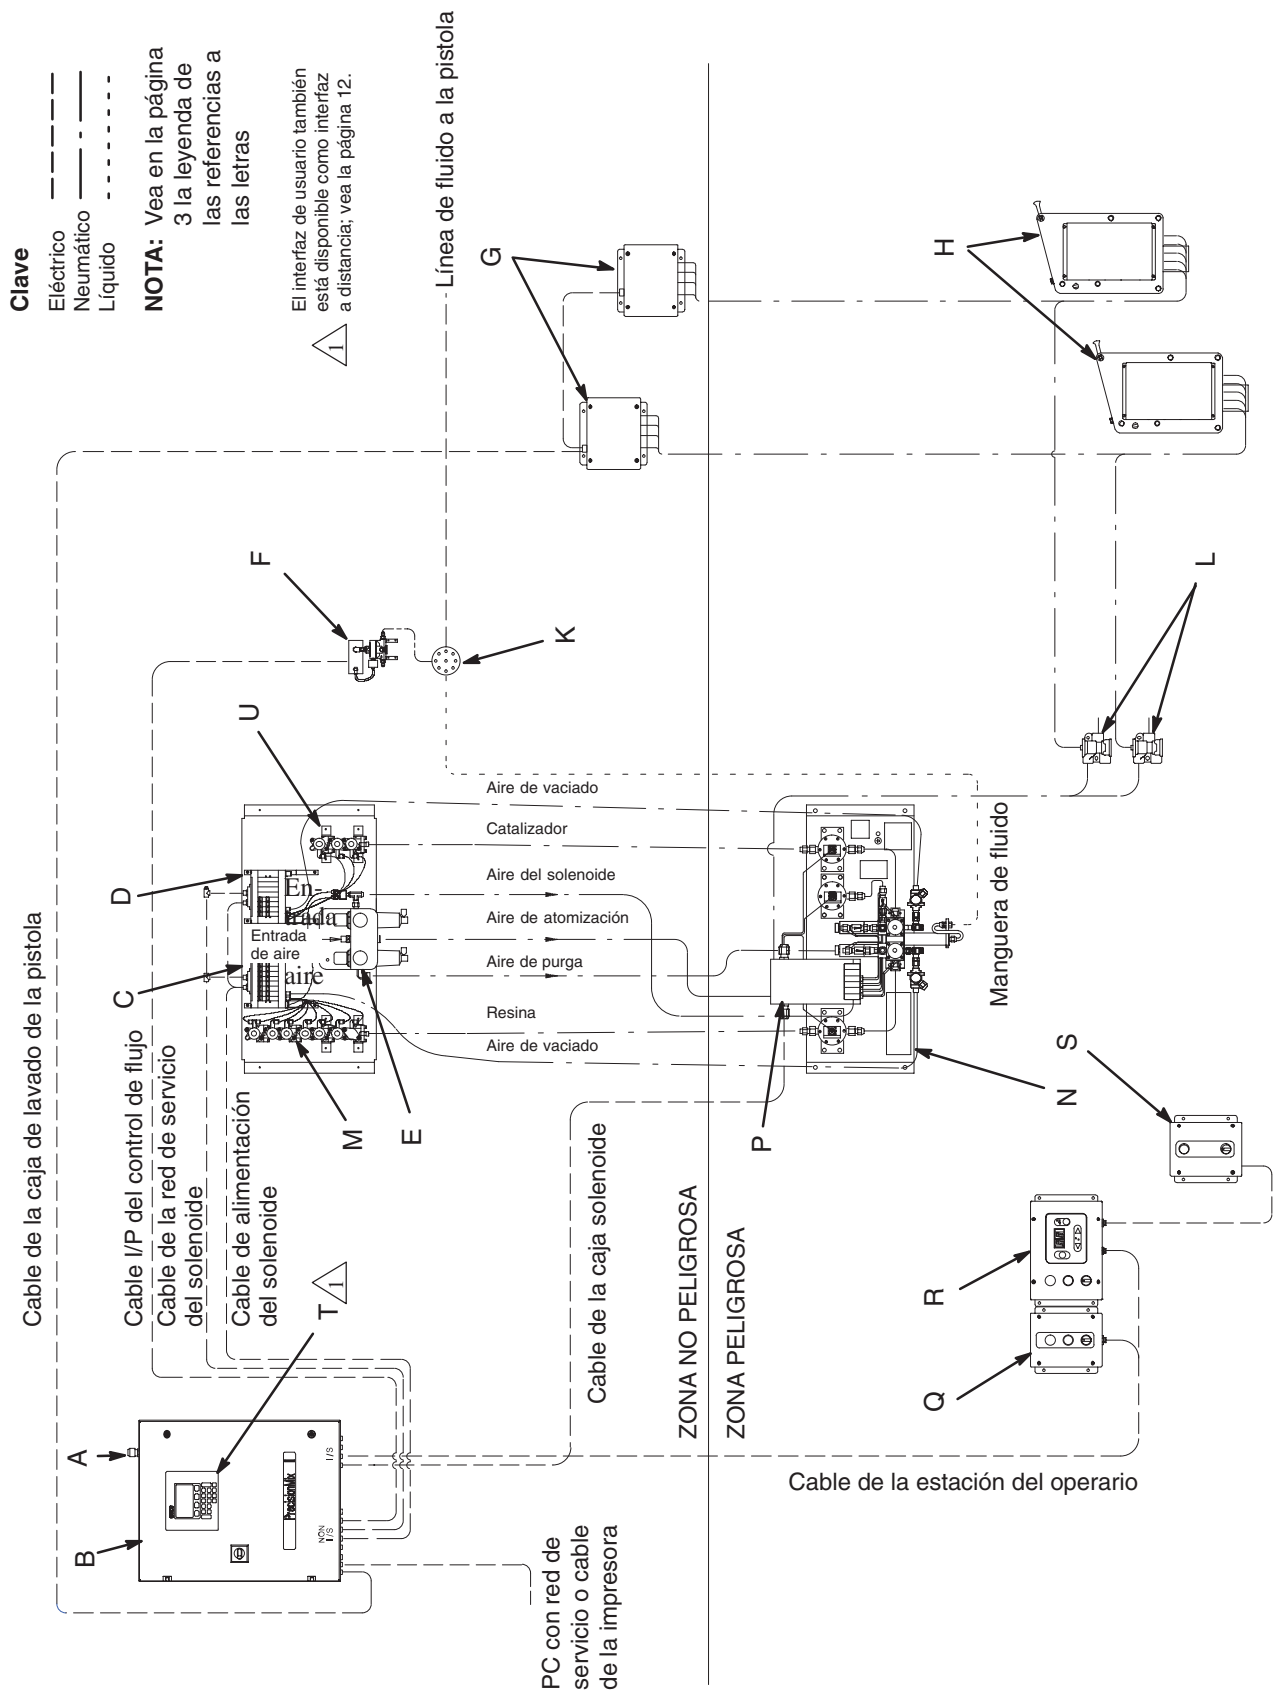 Clave
Eléctrico
Neumático
Líquido
NOTA: Vea en la página
3 la leyenda de
las referencias a
las letras
1
El interfaz de usuario también
está disponible como interfaz
a distancia; vea la página 12.
Línea de fluido a la pistola
G
H
F
K
L
U
D
C
M
E
Entrada
aire
Entrada
de aire
Aire de vaciado
Catalizador
Aire del solenoide
Aire de atomización
Aire de purga
Resina
Aire de vaciado
Manguera de fluido
P
N
S
R
Q
Cable de la caja de lavado de la pistola
Cable I/P del control de flujo
Cable de la red de servicio
del solenoide
Cable de alimentación
del solenoide
T
1
A
B
PrecisionMix II
NON
I/S
I/S
Cable de la caja solenoide
ZONA NO PELIGROSA
ZONA PELIGROSA
Cable de la estación del operario
PC con red de
servicio o cable
de la impresora